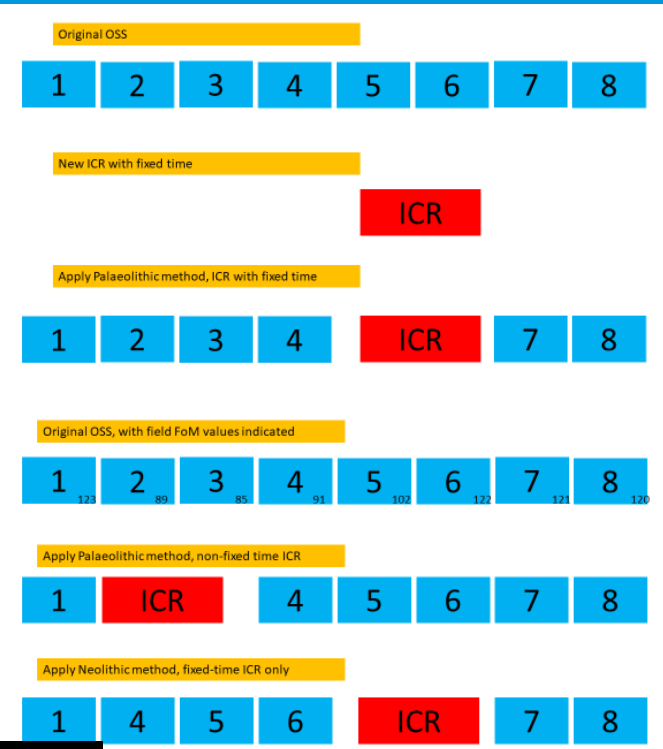 Original OSS
1 2 3 4 5 6 7 8
New ICR with fixed time
ICR
Apply Palaeolithic method, ICR with fixed time
1 2 3 4 ICR 7 8
Original OSS, with field FoM values indicated
1 123 2 89 3 85 4 91 5 102 6 122 7 121 8 120
Apply Palaeolithic method, non-fixed time ICR
1 ICR 4 5 6 7 8
Apply Neolithic method, fixed-time ICR only
1 4 5 6 ICR 7 8